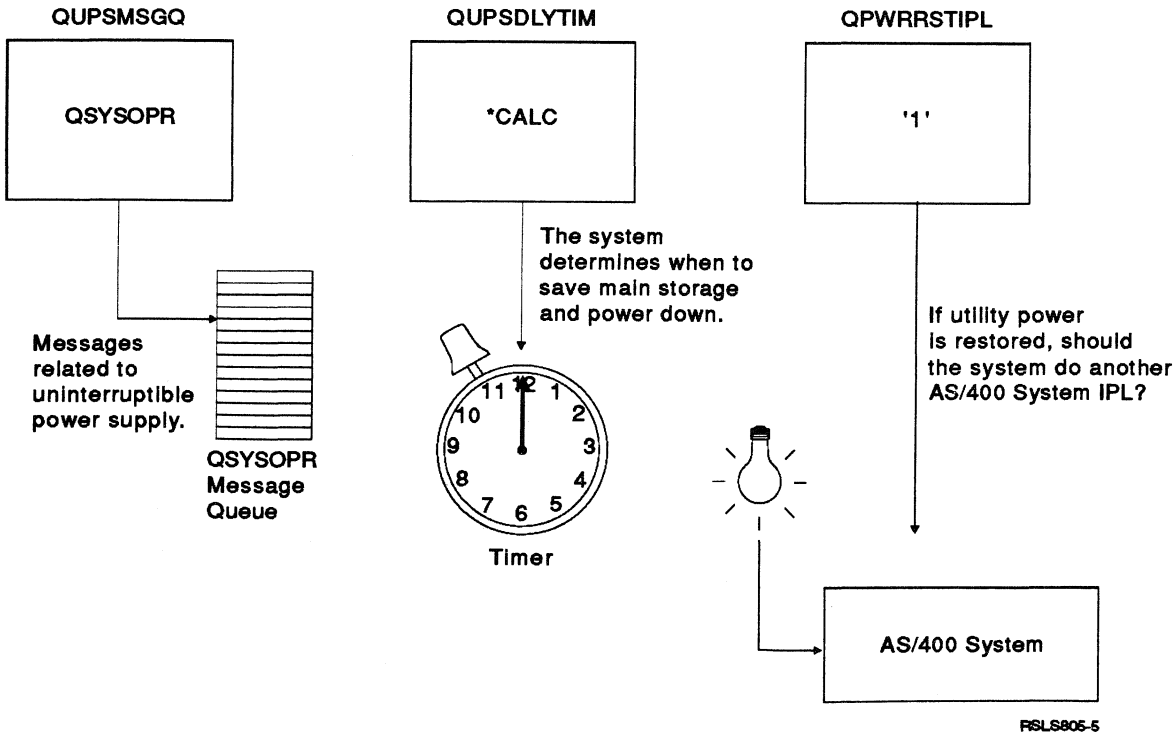 QUPSMSGQ
QSYSOPR
Messages
related to
uninterruptible
power supply.
QSYSOPR
Message
Queue
QUPSDLYTIM
*CALC
The system
determines when to
save main storage
and power down.
12
1
2
3
4
5
6
7
8
9
10
11
Timer
QPWRRSTIPL
'1'
If utility power
is restored, should
the system do another
AS/400 System IPL?
AS/400 System
RSLS805-5